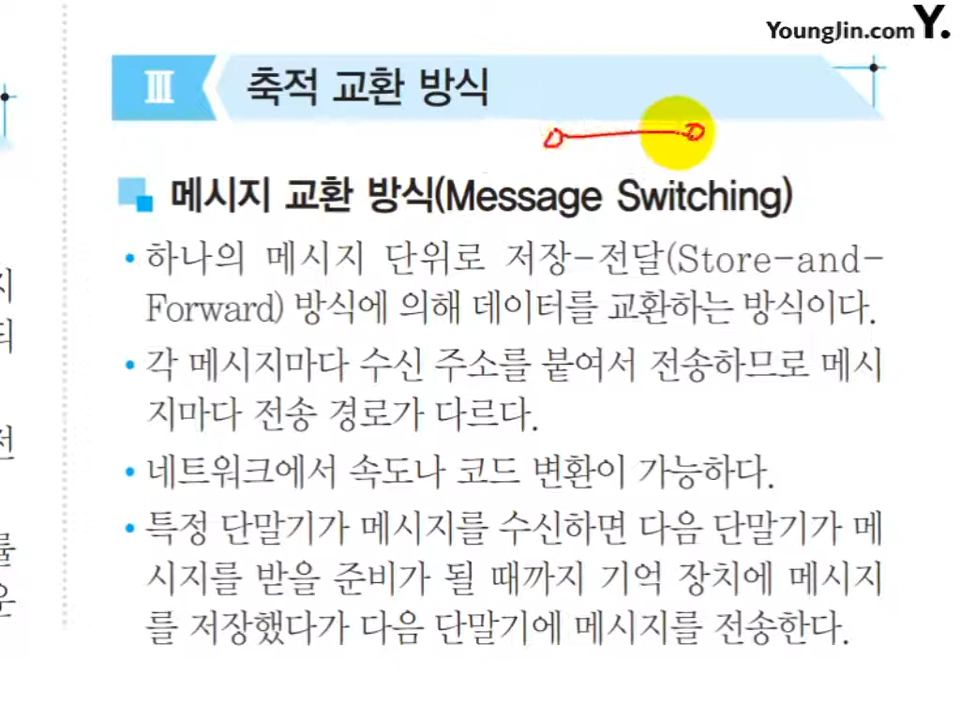 YoungJin.com Y.
Ⅲ 축적 교환 방식
메시지 교환 방식(Message Switching)
• 하나의 메시지 단위로 저장-전달(Store-and-
Forward) 방식에 의해 데이터를 교환하는 방식이다.
• 각 메시지마다 수신 주소를 붙여서 전송하므로 메시
지마다 전송 경로가 다르다.
• 네트워크에서 속도나 코드 변환이 가능하다.
• 특정 단말기가 메시지를 수신하면 다음 단말기가 메
시지를 받을 준비가 될 때까지 기억 장치에 메시지
를 저장했다가 다음 단말기에 메시지를 전송한다.